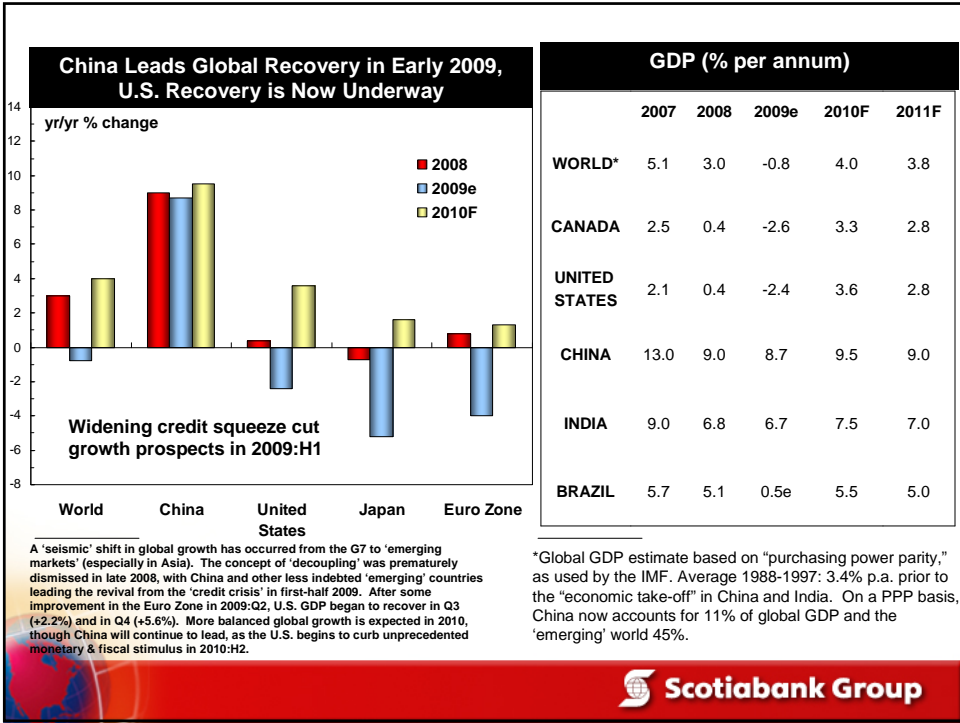 China Leads Global Recovery in Early 2009,
U.S. Recovery is Now Underway
yr/yr % change
14
12
10
8
6
4
2
0
-2
-4
-6
-8
2008
2009e
2010F
Widening credit squeeze cut
growth prospects in 2009:H1
World China United States Japan Euro Zone
A ‘seismic’ shift in global growth has occurred from the G7 to ‘emerging
markets’ (especially in Asia). The concept of ‘decoupling’ was prematurely
dismissed in late 2008, with China and other less indebted ‘emerging’ countries
leading the revival from the ‘credit crisis’ in first-half 2009. After some
improvement in the Euro Zone in 2009:Q2, U.S. GDP began to recover in Q3
(+2.2%) and in Q4 (+5.6%). More balanced global growth is expected in 2010,
though China will continue to lead, as the U.S. begins to curb unprecedented
monetary & fiscal stimulus in 2010:H2.
GDP (% per annum)
2007 2008 2009e 2010F 2011F
WORLD* 5.1 3.0 -0.8 4.0 3.8
CANADA 2.5 0.4 -2.6 3.3 2.8
UNITED
STATES 2.1 0.4 -2.4 3.6 2.8
CHINA 13.0 9.0 8.7 9.5 9.0
INDIA 9.0 6.8 6.7 7.5 7.0
BRAZIL 5.7 5.1 0.5e 5.5 5.0
*Global GDP estimate based on “purchasing power parity,”
as used by the IMF. Average 1988-1997: 3.4% p.a. prior to
the “economic take-off” in China and India. On a PPP basis,
China now accounts for 11% of global GDP and the
‘emerging’ world 45%.
Scotiabank Group